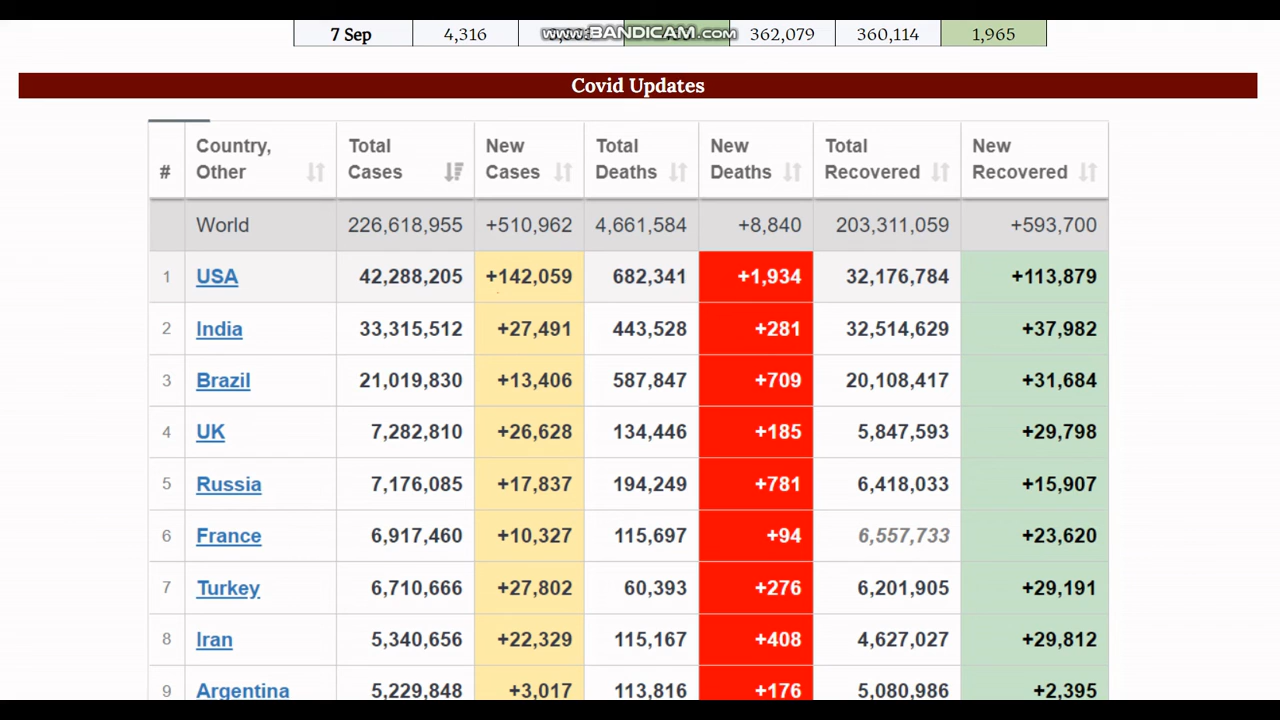 7 Sep 4,316 362,079 360,114 1,965
www.BANDICAM.com
Covid Updates
# Country, Other Total Cases New Cases Total Deaths New Deaths Total Recovered New Recovered
World 226,618,955 +510,962 4,661,584 +8,840 203,311,059 +593,700
1 USA 42,288,205 +142,059 682,341 +1,934 32,176,784 +113,879
2 India 33,315,512 +27,491 443,528 +281 32,514,629 +37,982
3 Brazil 21,019,830 +13,406 587,847 +709 20,108,417 +31,684
4 UK 7,282,810 +26,628 134,446 +185 5,847,593 +29,798
5 Russia 7,176,085 +17,837 194,249 +781 6,418,033 +15,907
6 France 6,917,460 +10,327 115,697 +94 6,557,733 +23,620
7 Turkey 6,710,666 +27,802 60,393 +276 6,201,905 +29,191
8 Iran 5,340,656 +22,329 115,167 +408 4,627,027 +29,812
9 Argentina 5,229,848 +3,017 113,816 +176 5,080,986 +2,395